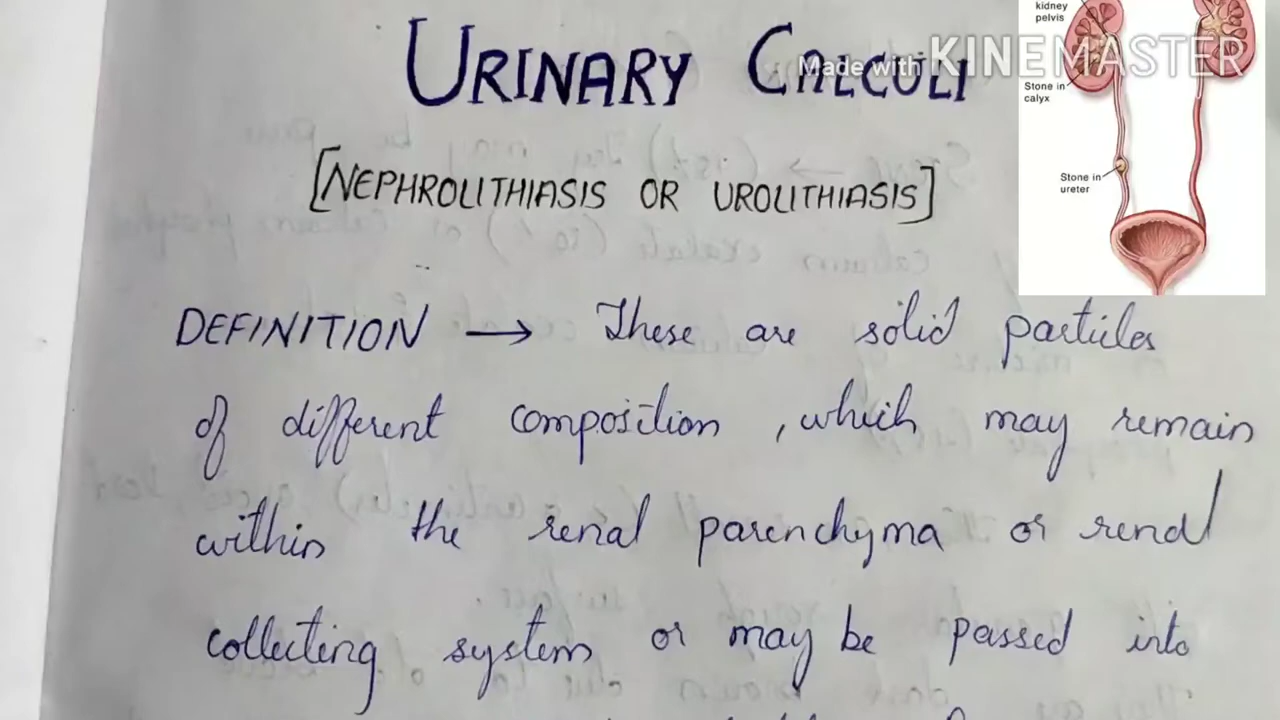 URINARY CALCULI
Made with KINEMASTER
[NEPHROLITHIASIS OR UROLITHIASIS]
kidney
pelvis
Stone in
calyx
Stone in
ureter
DEFINITION → These are solid particles
of different composition, which may remain
within the renal parenchyma or renal
collecting system or may be passed into